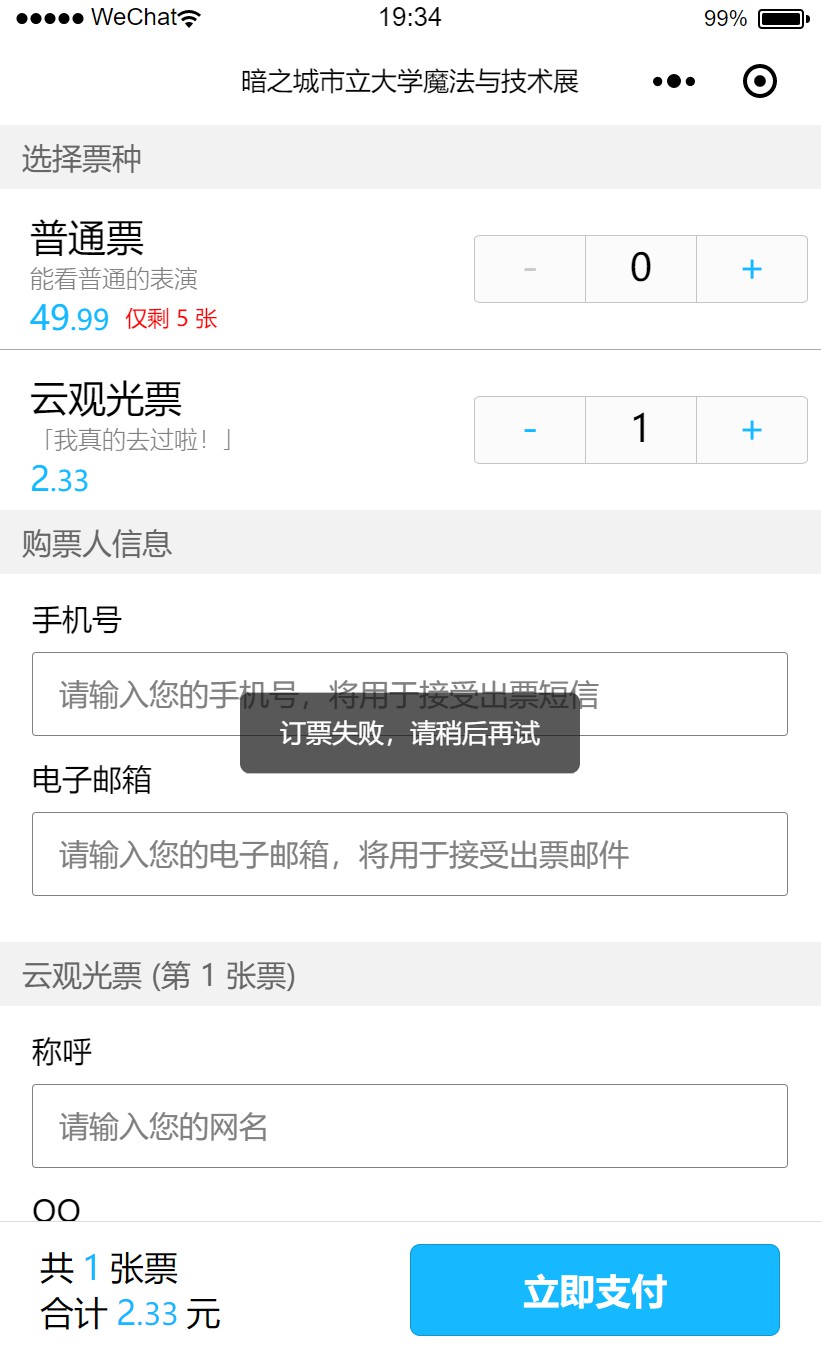 WeChat 19:34 99%
暗之城市立大学魔法与技术展
选择票种
普通票
能看普通的表演
49.99 仅剩 5 张
- 0 +
云观光票
「我真的去过啦！」
2.33
- 1 +
购票人信息
手机号
请输入您的手机号，将用于接受出票短信
订票失败，请稍后再试
电子邮箱
请输入您的电子邮箱，将用于接受出票邮件
云观光票 (第 1 张票)
称呼
请输入您的网名
QQ
共 1 张票
合计 2.33 元
立即支付